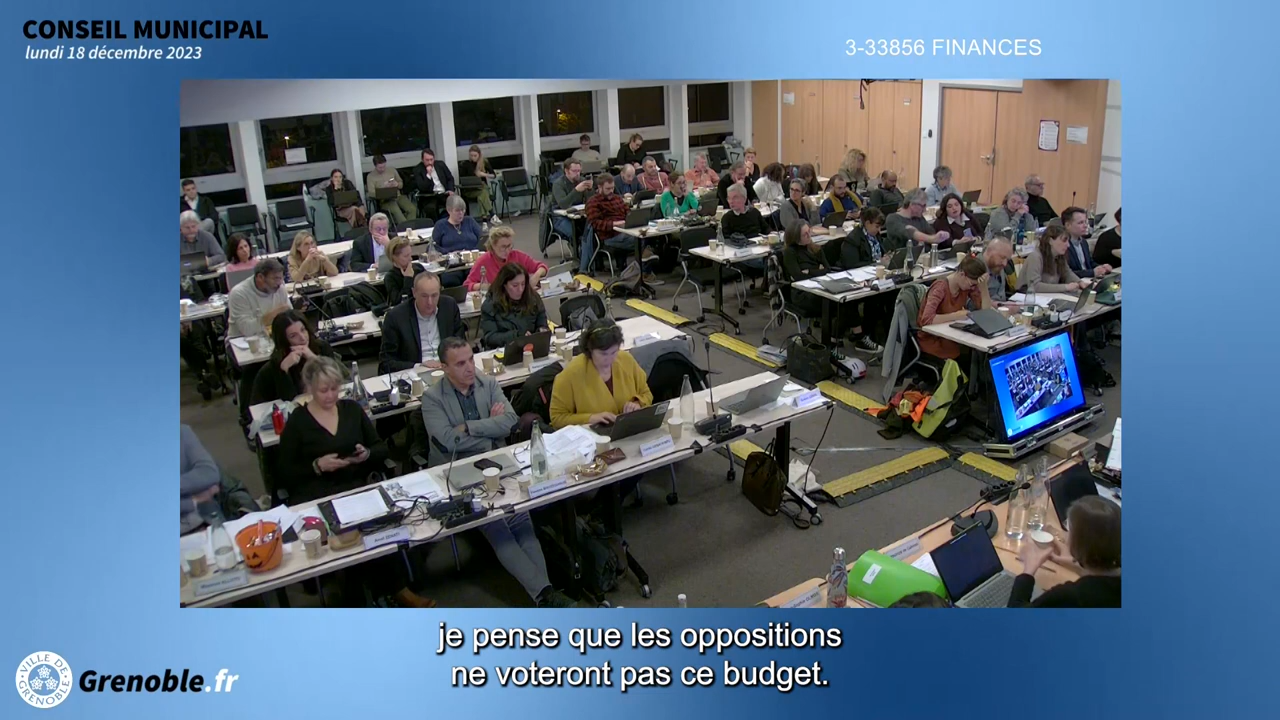 CONSEIL MUNICIPAL
lundi 18 décembre 2023
3-33856 FINANCES
je pense que les oppositions
ne voteront pas ce budget.
VILLE DE
GRENOBLE
Grenoble.fr